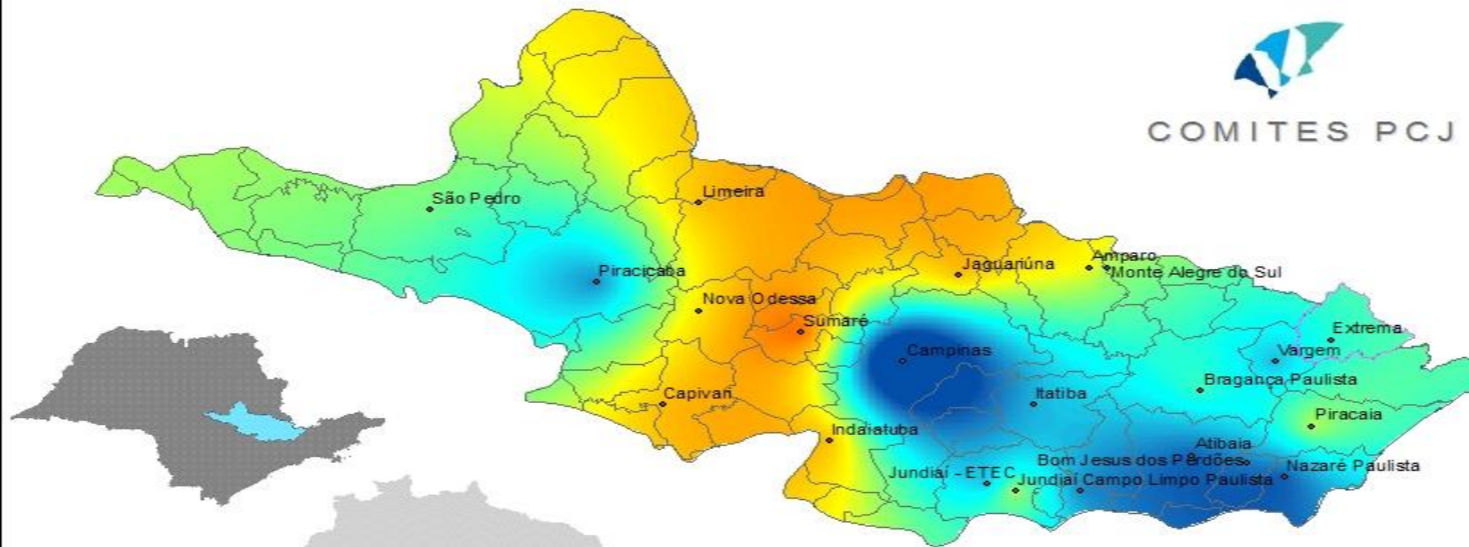 COMITES PCJ
São Pedro
Limeira
Piracicaba
Jaguariúna
Amparo
Monte Alegre do Sul
Nova Odessa
Sumaré
Extrema
Campinas
Vargem
Bragança Paulista
Capivari
Itatiba
Piracaia
Indaiatuba
Atibaia
Bom Jesus dos Perdões
Nazaré Paulista
Jundiaí - ETEC
Jundiaí Campo Limpo Paulista